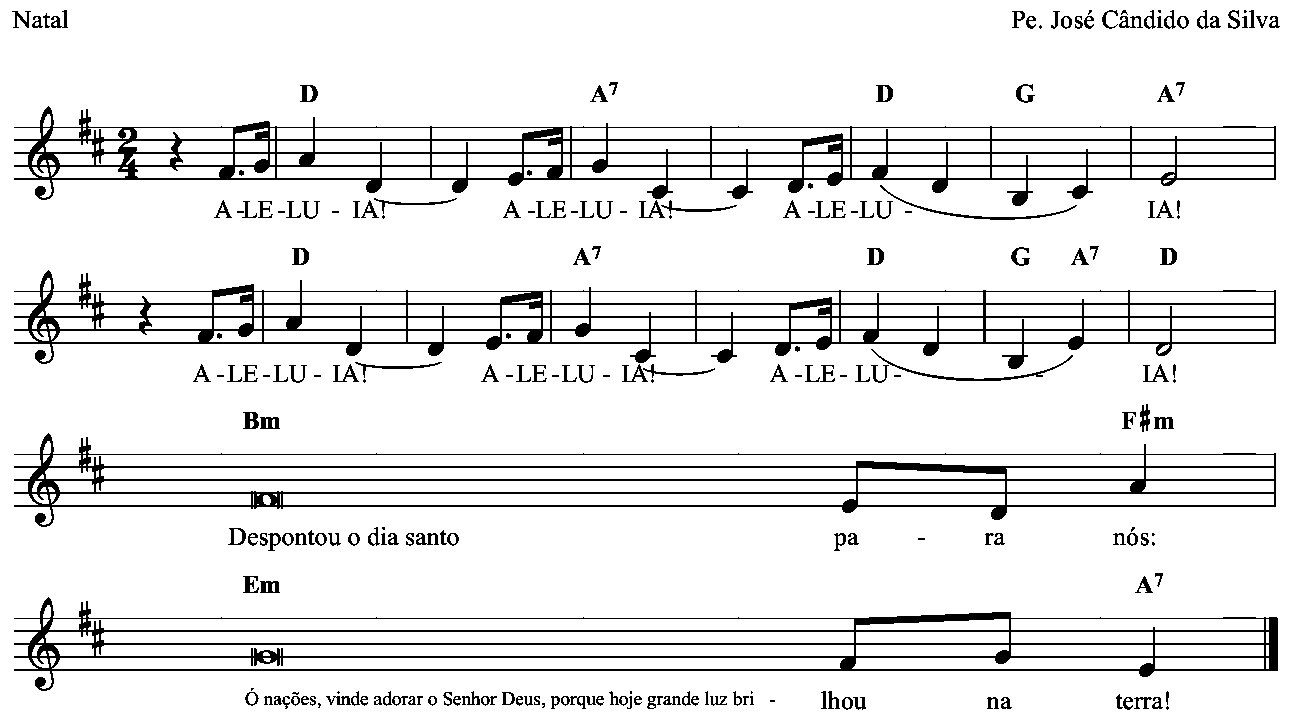 Natal Pe. José Cândido da Silva
D A7 D G A7
2/4
A -LE-LU - IA! A -LE-LU - IA! A -LE-LU - IA!
D A7 D G A7 D
A -LE-LU - IA! A -LE-LU - IA! A -LE- LU- - IA!
Bm F#m
Despontou o dia santo pa - ra nós:
Em A7
Ó nações, vinde adorar o Senhor Deus, porque hoje grande luz bri - lhou na terra!